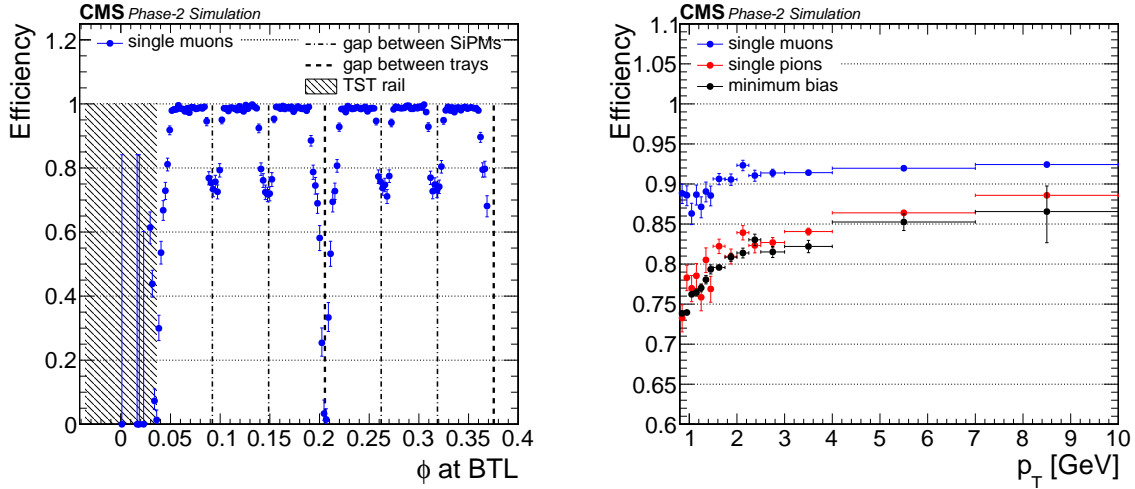 CMS Phase-2 Simulation
Efficiency
1.2
1
0.8
0.6
0.4
0.2
0
single muons
gap between SiPMs
gap between trays
TST rail
0 0.05 0.1 0.15 0.2 0.25 0.3 0.35 0.4
ϕ at BTL
CMS Phase-2 Simulation
Efficiency
1.1
1.05
1
0.95
0.9
0.85
0.8
0.75
0.7
0.65
0.6
single muons
single pions
minimum bias
1 2 3 4 5 6 7 8 9 10
p_T [GeV]